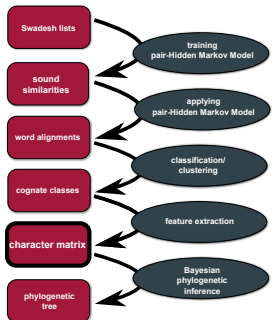 Swadesh lists
training
pair-Hidden Markov Model
sound
similarities
applying
pair-Hidden Markov Model
word alignments
classification/
clustering
cognate classes
feature extraction
character matrix
Bayesian
phylogenetic
inference
phylogenetic
tree